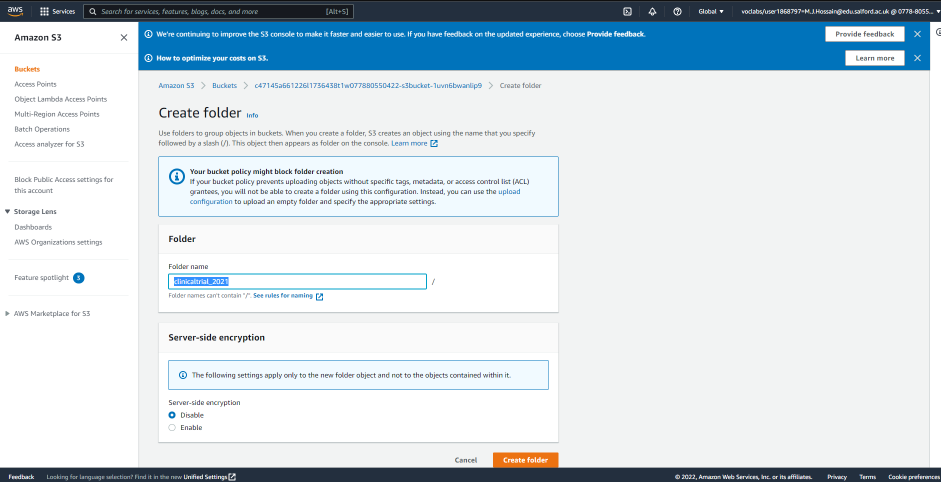 aws
Services
Search for services, features, blogs, docs, and more
[Alt+S]
Global
voclabs/user1868797=M.J.Hossain@edu.salford.ac.uk @ 0778-8055...
Amazon S3
Buckets
Access Points
Object Lambda Access Points
Multi-Region Access Points
Batch Operations
Access analyzer for S3
Block Public Access settings for
this account
Storage Lens
Dashboards
AWS Organizations settings
Feature spotlight 3
AWS Marketplace for S3
We're continuing to improve the S3 console to make it faster and easier to use. If you have feedback on the updated experience, choose Provide feedback.
Provide feedback
How to optimize your costs on S3.
Learn more
Amazon S3 > Buckets > c47145a661226l1736438t1w077880550422-s3bucket-1uvn6bwanlip9 > Create folder
Create folder Info
Use folders to group objects in buckets. When you create a folder, S3 creates an object using the name that you specify
followed by a slash (/). This object then appears as folder on the console. Learn more
Your bucket policy might block folder creation
If your bucket policy prevents uploading objects without specific tags, metadata, or access control list (ACL)
grantees, you will not be able to create a folder using this configuration. Instead, you can use the upload
configuration to upload an empty folder and specify the appropriate settings.
Folder
Folder name
clinicaltrial_2021 /
Folder names can't contain "/". See rules for naming
Server-side encryption
The following settings apply only to the new folder object and not to the objects contained within it.
Server-side encryption
Disable
Enable
Cancel
Create folder
Feedback
Looking for language selection? Find it in the new Unified Settings
© 2022, Amazon Web Services, Inc. or its affiliates.
Privacy
Terms
Cookie preferences